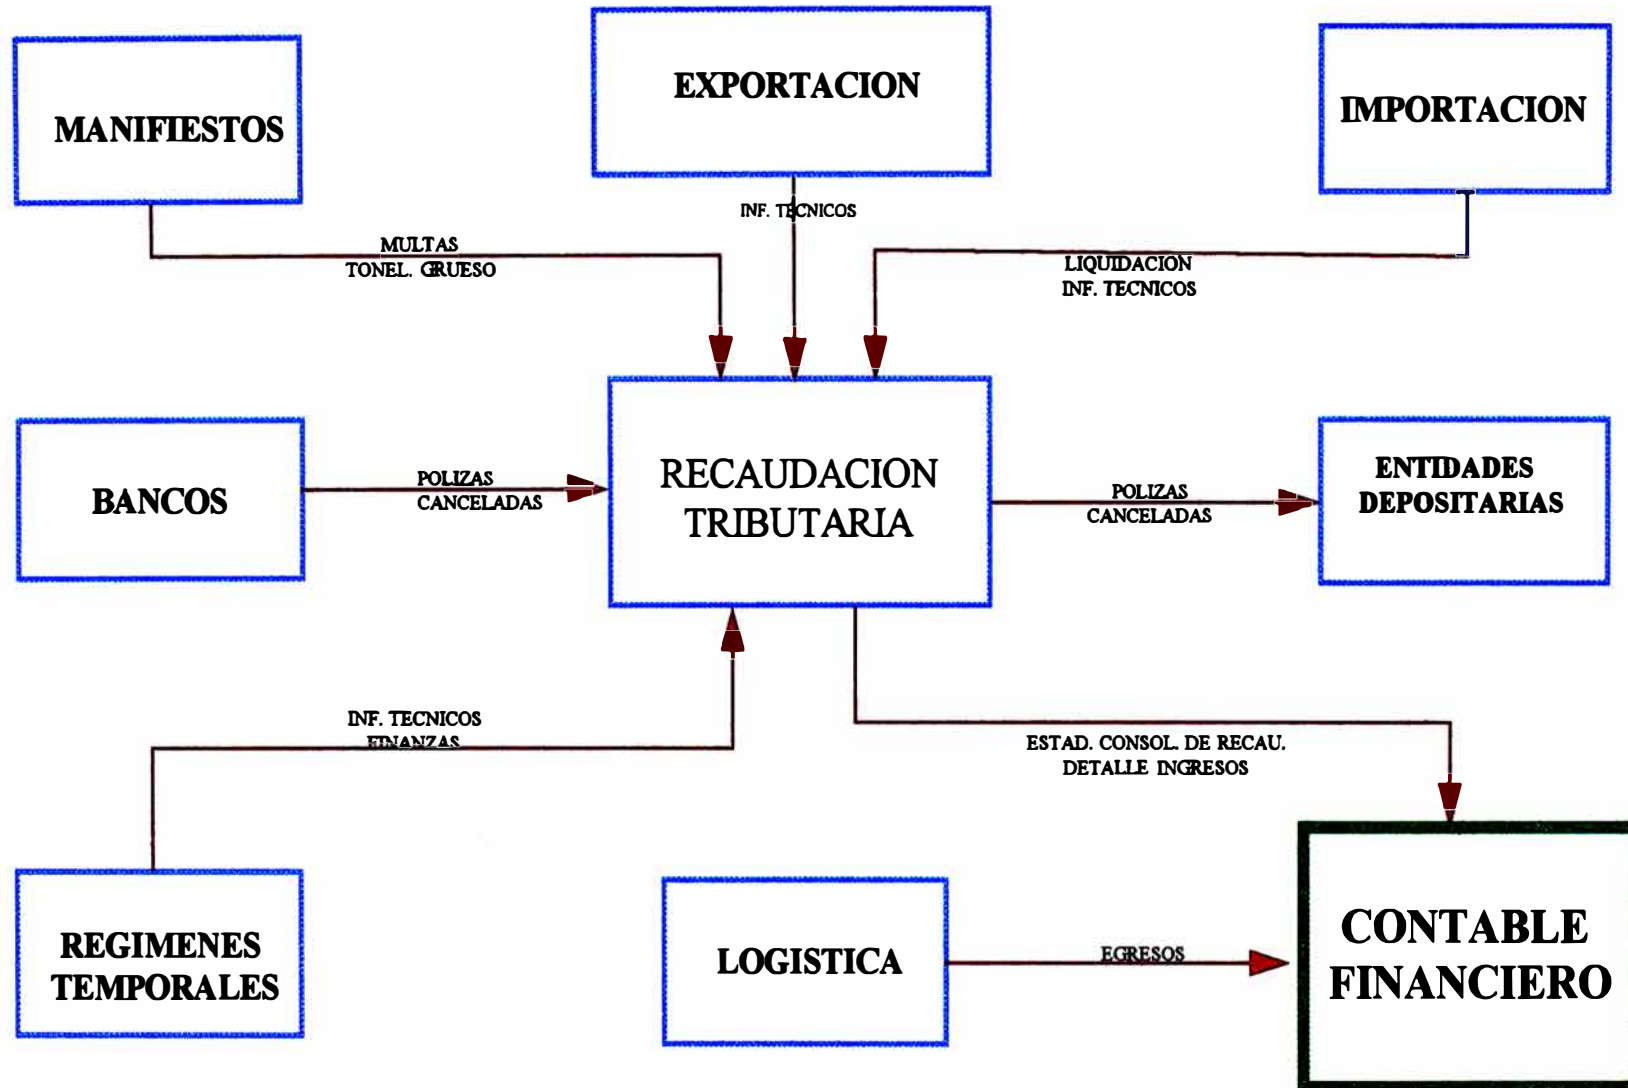 MANIFIESTOS
EXPORTACION
IMPORTACION
INF. TECNICOS
MULTAS
TONEL. GRUESO
LIQUIDACION
INF. TECNICOS
BANCOS
POLIZAS
CANCELADAS
RECAUDACION
TRIBUTARIA
POLIZAS
CANCELADAS
ENTIDADES
DEPOSITARIAS
INF. TECNICOS
FINANZAS
ESTAD. CONSOL. DE RECAU.
DETALLE INGRESOS
REGIMENES
TEMPORALES
LOGISTICA
EGRESOS
CONTABLE
FINANCIERO